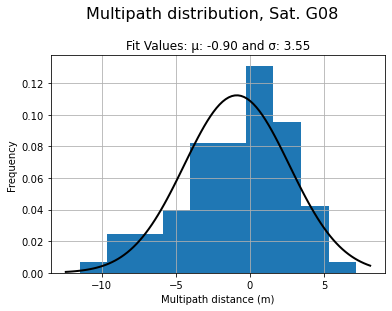 Multipath distribution, Sat. G08
Fit Values: μ: -0.90 and σ: 3.55
Frequency
0.12
0.10
0.08
0.06
0.04
0.02
0.00
−10 −5 0 5
Multipath distance (m)